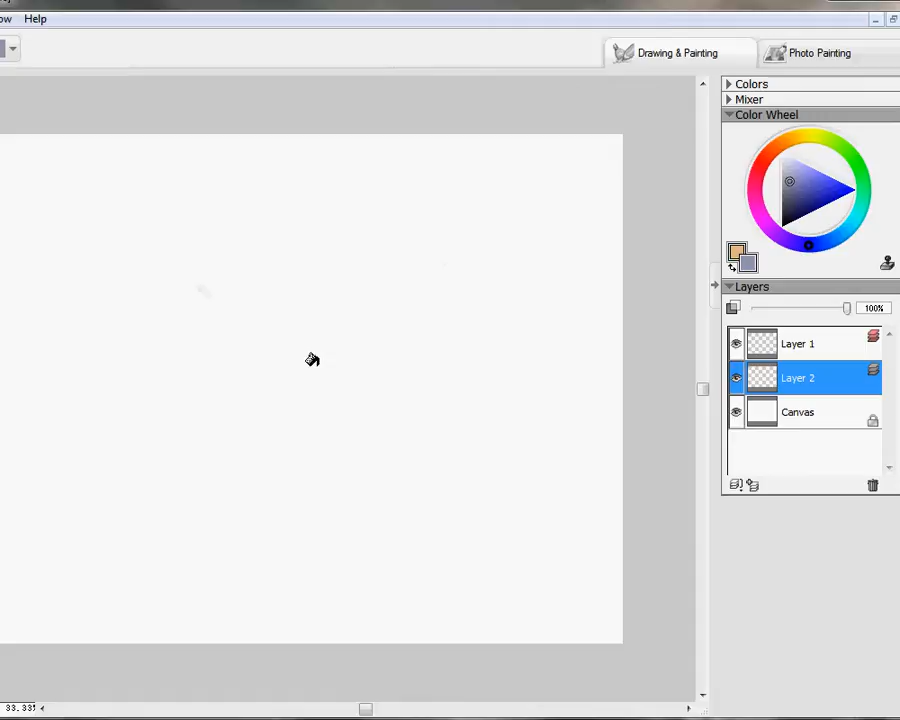 Help
Drawing & Painting
Photo Painting
Colors
Mixer
Color Wheel
Layers
100%
Layer 1
Layer 2
Canvas
33.33%